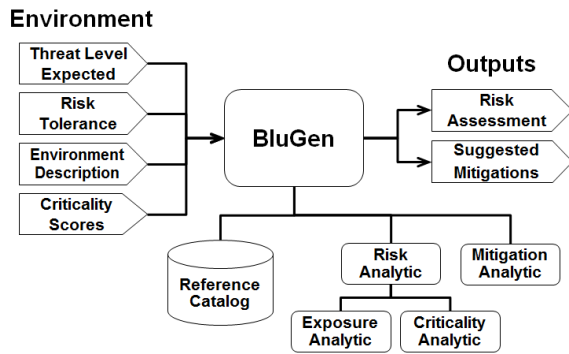 Environment
Threat Level
Expected
Risk
Tolerance
Environment
Description
Criticality
Scores
BluGen
Outputs
Risk
Assessment
Suggested
Mitigations
Reference
Catalog
Risk
Analytic
Mitigation
Analytic
Exposure
Analytic
Criticality
Analytic